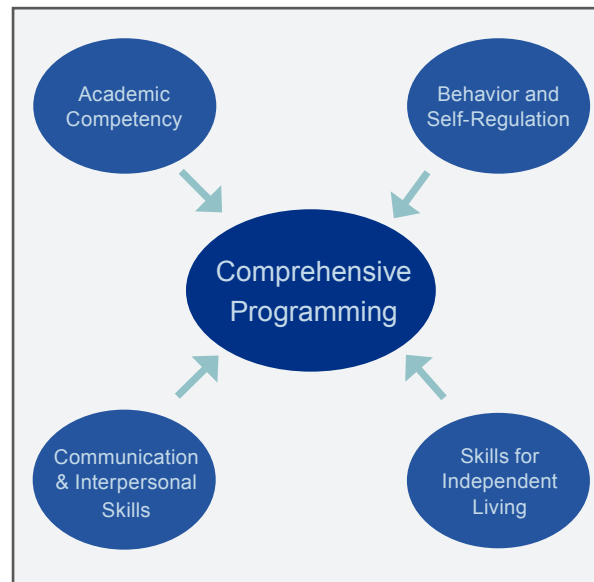 Academic
Competency
Behavior and
Self-Regulation
Comprehensive
Programming
Communication
& Interpersonal
Skills
Skills for
Independent
Living